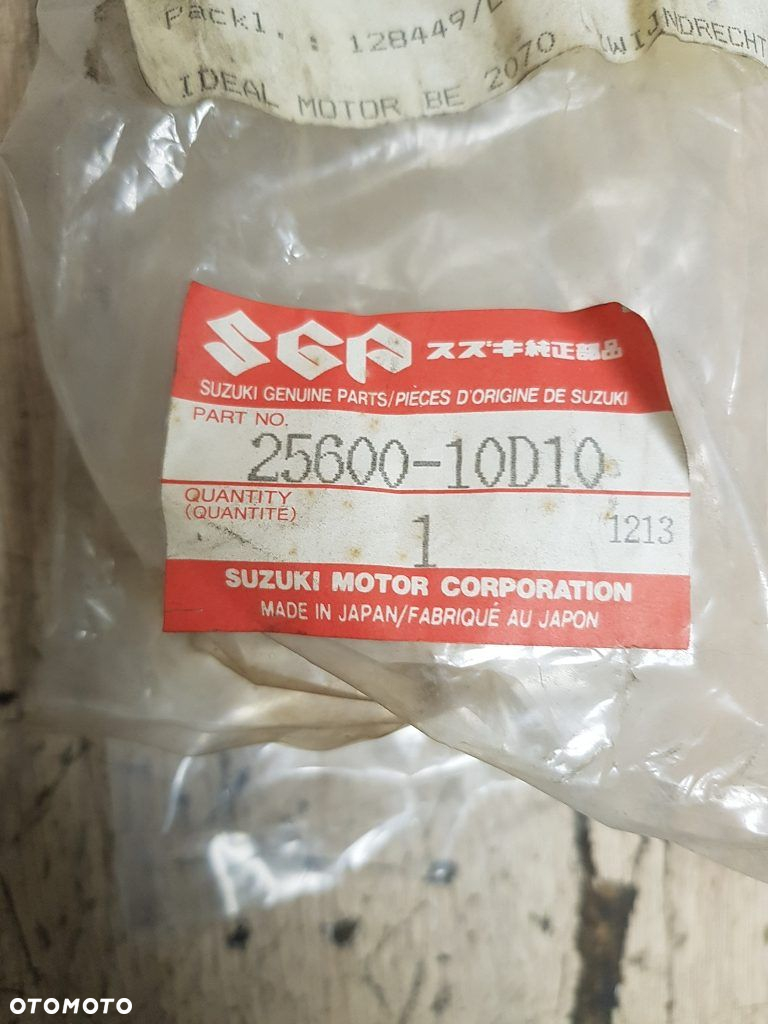 Packl. : 128449/
IDEAL MOTOR BE 2070 (WIJNDRECHT
SGP スズキ純正部品
SUZUKI GENUINE PARTS/PIECES D'ORIGINE DE SUZUKI
PART NO.
25600-10D10
QUANTITY
(QUANTITÉ)
1
1213
SUZUKI MOTOR CORPORATION
MADE IN JAPAN/FABRIQUÉ AU JAPON
OTOMOTO